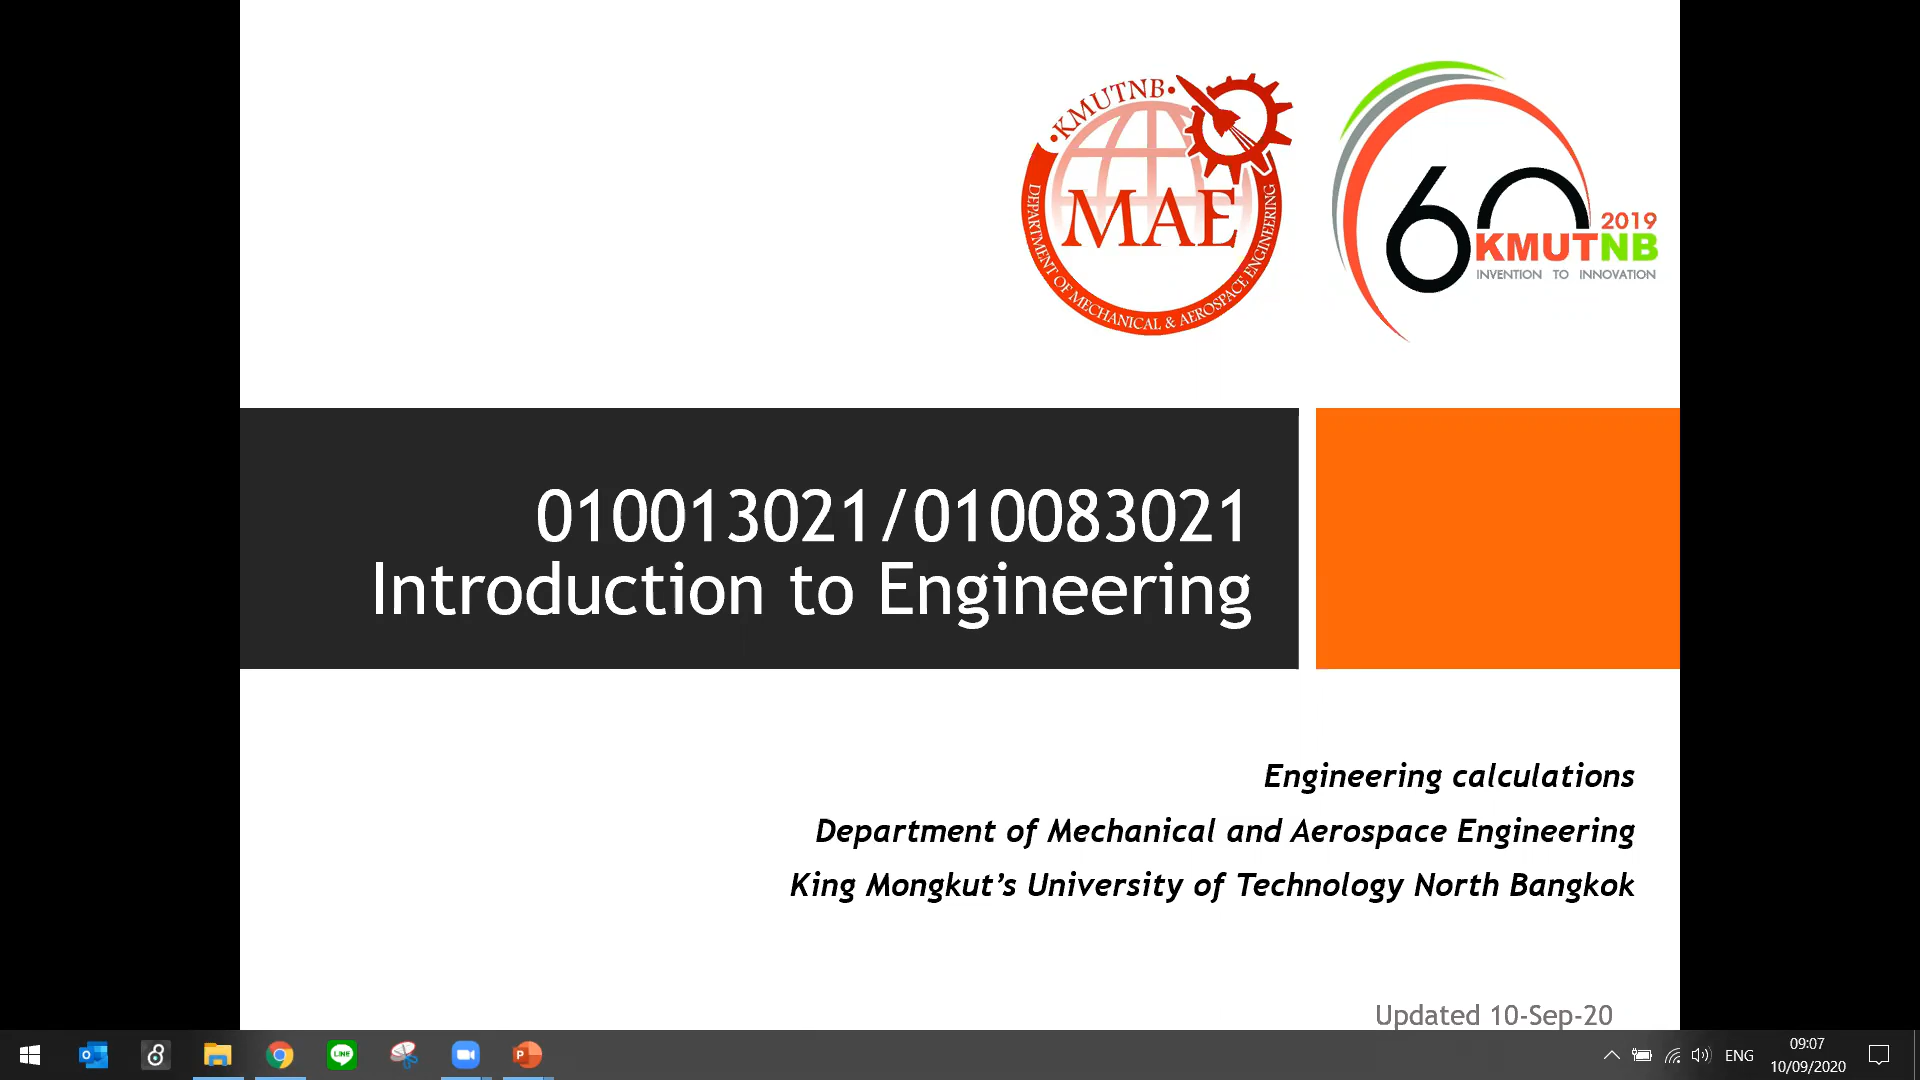 •KMUTNB•
MAE
DEPARTMENT OF MECHANICAL & AEROSPACE ENGINEERING
60
2019
KMUTNB
INVENTION TO INNOVATION
010013021/010083021
Introduction to Engineering
Engineering calculations
Department of Mechanical and Aerospace Engineering
King Mongkut’s University of Technology North Bangkok
Updated 10-Sep-20
LINE
ENG
09:07
10/09/2020